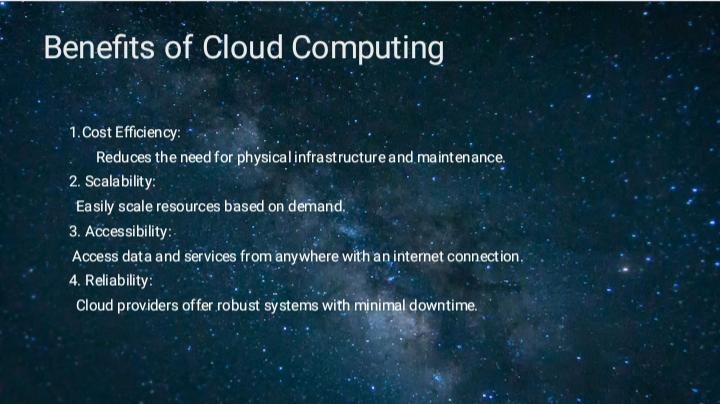 Benefits of Cloud Computing
1.Cost Efficiency:
Reduces the need for physical infrastructure and maintenance.
2. Scalability:
Easily scale resources based on demand.
3. Accessibility:
Access data and services from anywhere with an internet connection.
4. Reliability:
Cloud providers offer robust systems with minimal downtime.